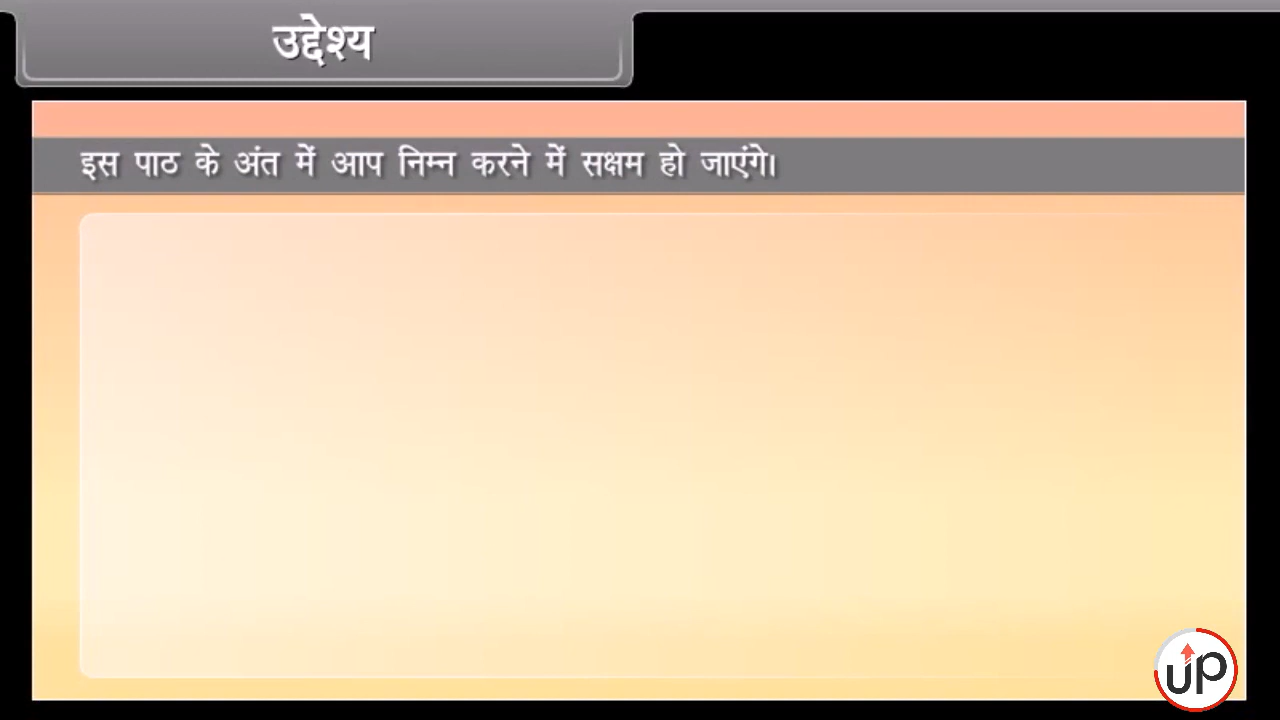 उद्देश्य
इस पाठ के अंत में आप निम्न करने में सक्षम हो जाएंगे।
UP